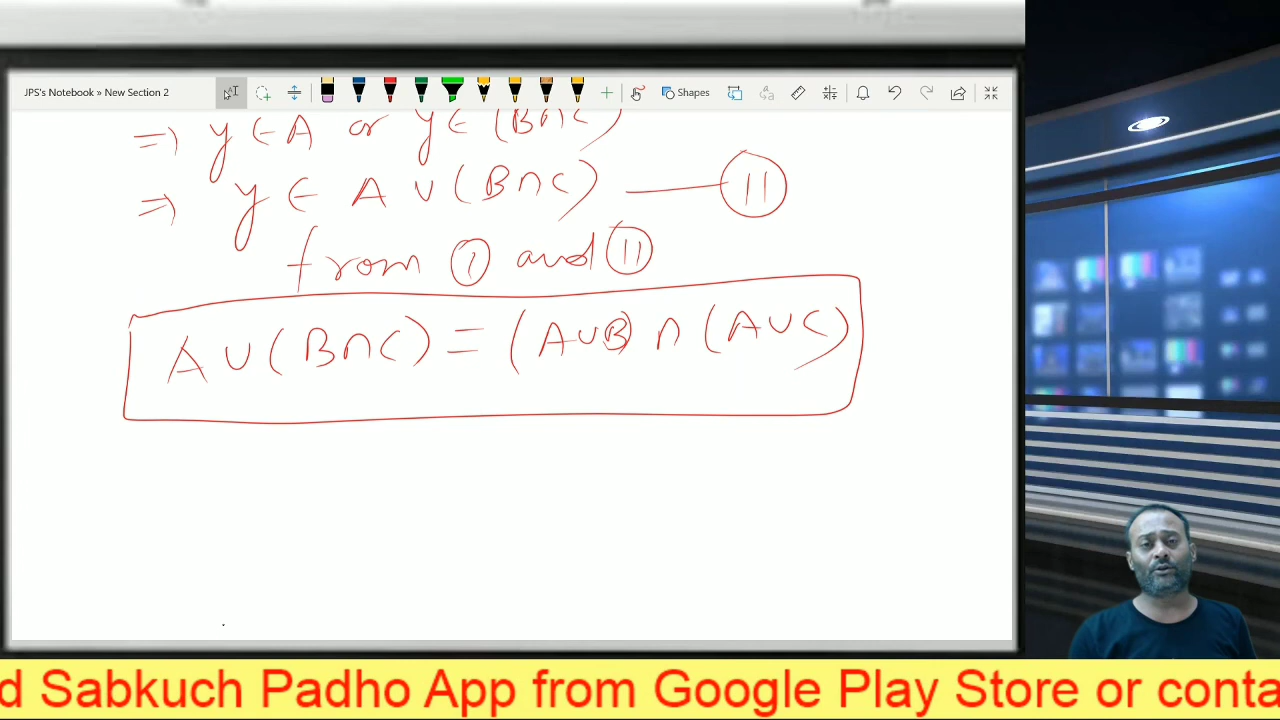 JPS's Notebook » New Section 2
Shapes
=> y ∈ A or y ∈ (B∩C)
=> y ∈ A ∪ (B∩C) — II
from I and II
A ∪ (B∩C) = (A∪B) ∩ (A∪C)
d Sabkuch Padho App from Google Play Store or conta